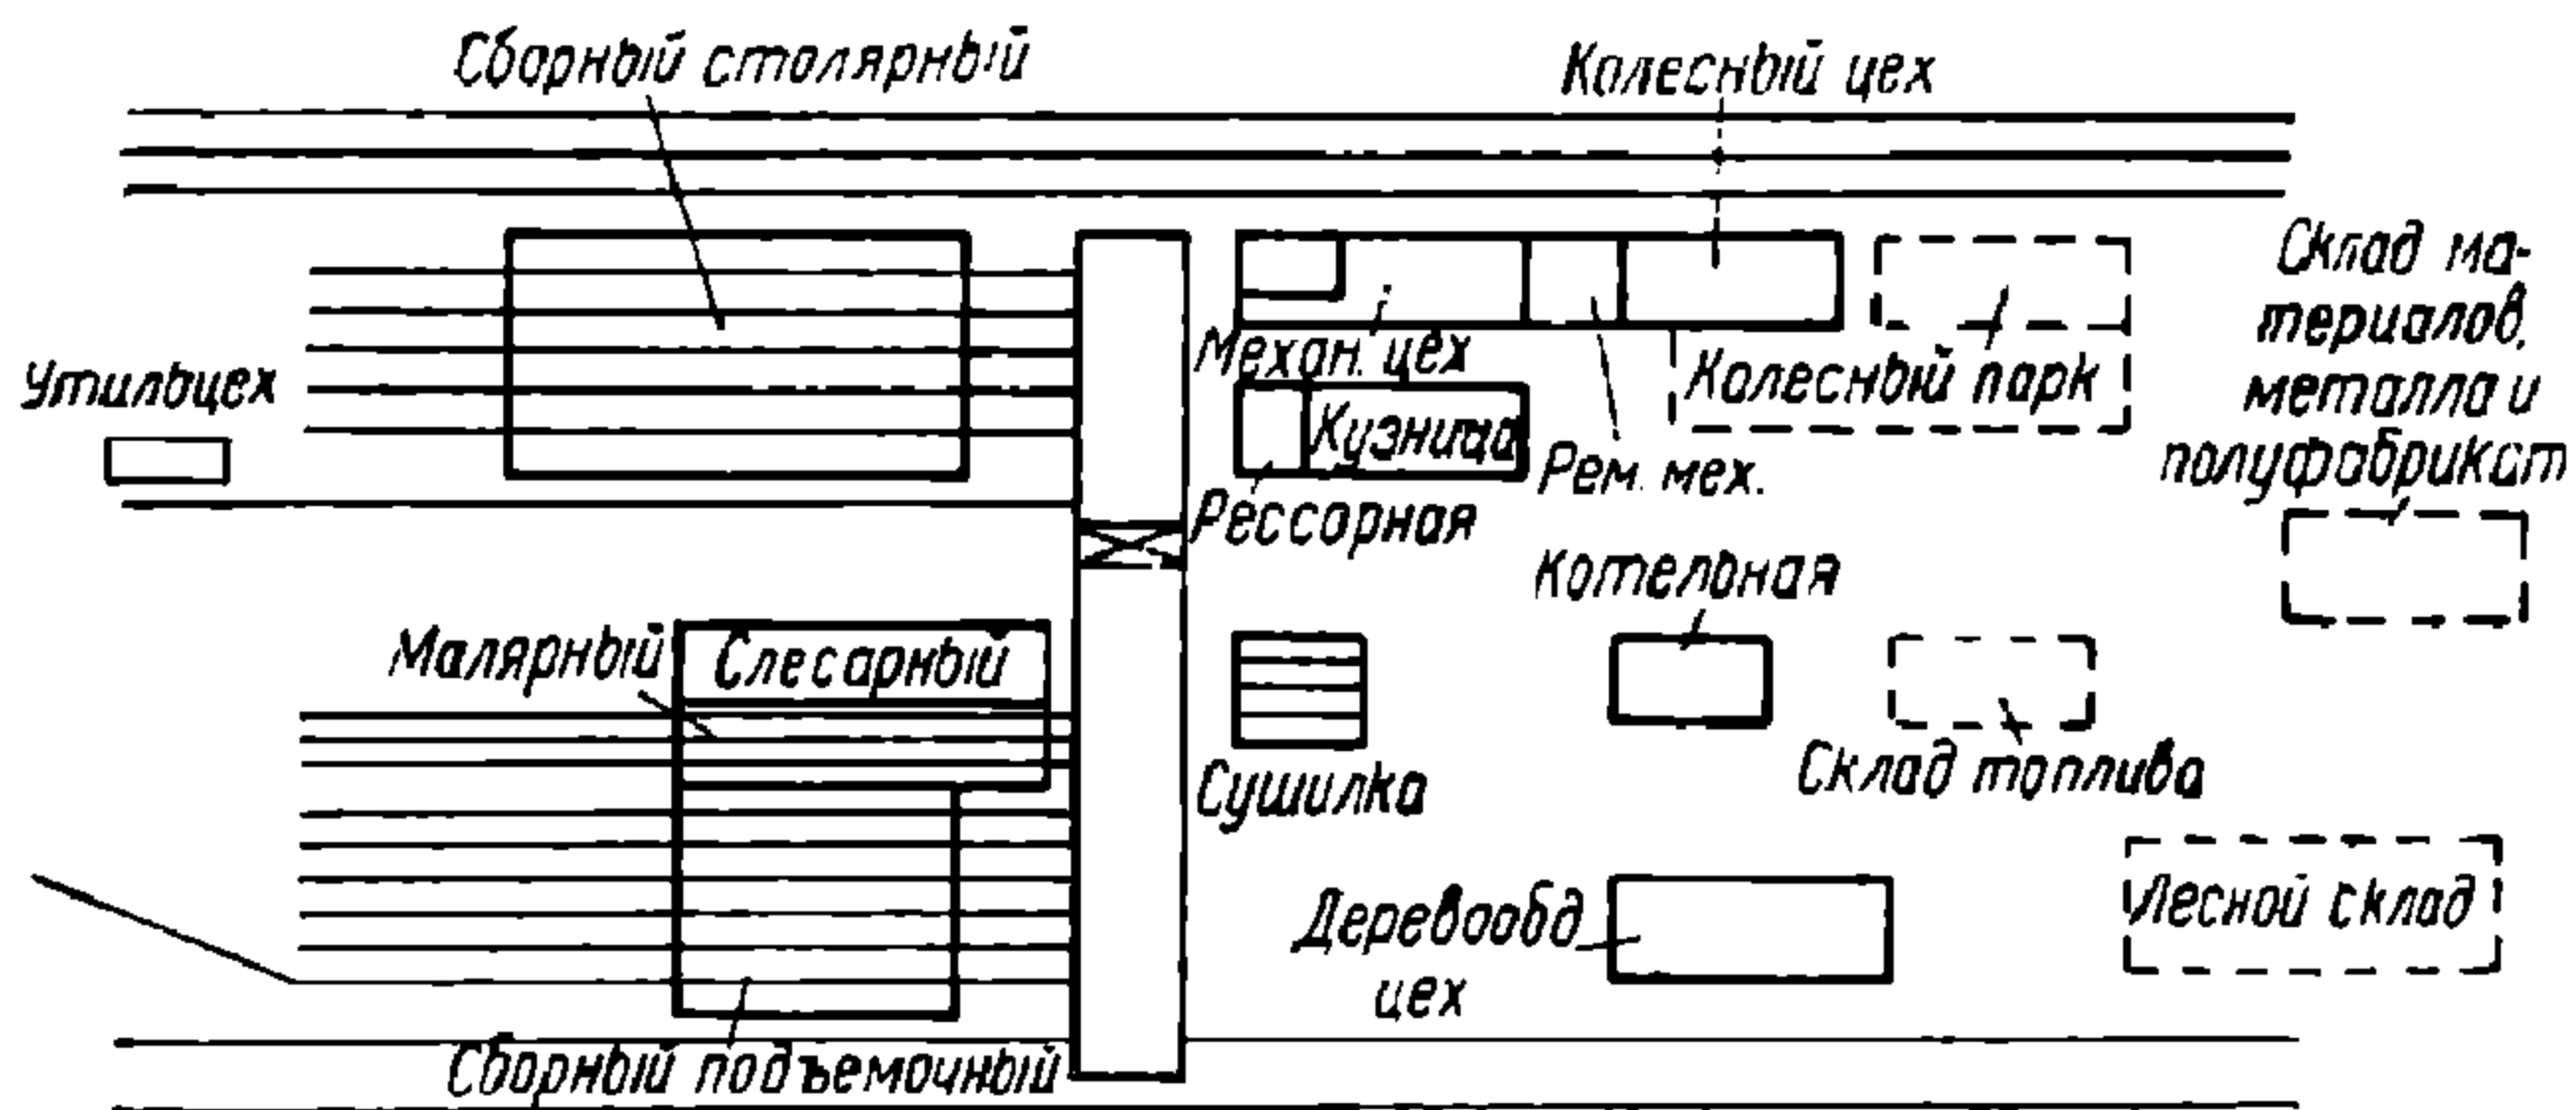 Сборный столярный
Колесный цех
Склад ма-
териалов,
металла и
полуфабрикат
Утильцех
Механ. цех
Колесный парк
Кузница
Рем. мех.
Рессорная
Котельная
Малярный
Слесарный
Сушилка
Склад топлива
Деревообд
цех
Лесной склад
Сборный подъемочный